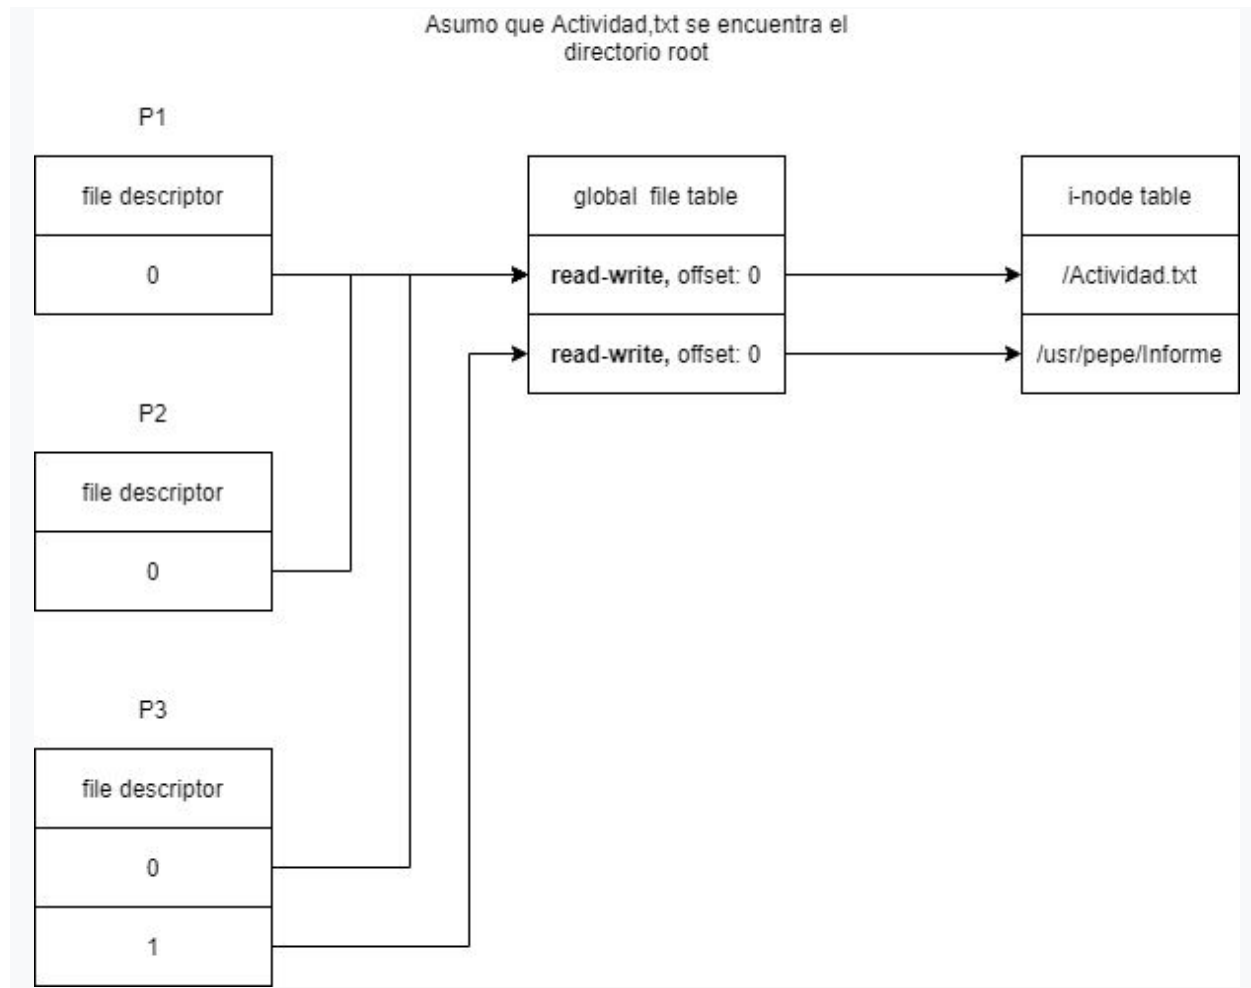 Asumo que Actividad,txt se encuentra el
directorio root
P1
file descriptor
0
global  file table
read-write, offset: 0
read-write, offset: 0
i-node table
/Actividad.txt
/usr/pepe/Informe
P2
file descriptor
0
P3
file descriptor
0
1